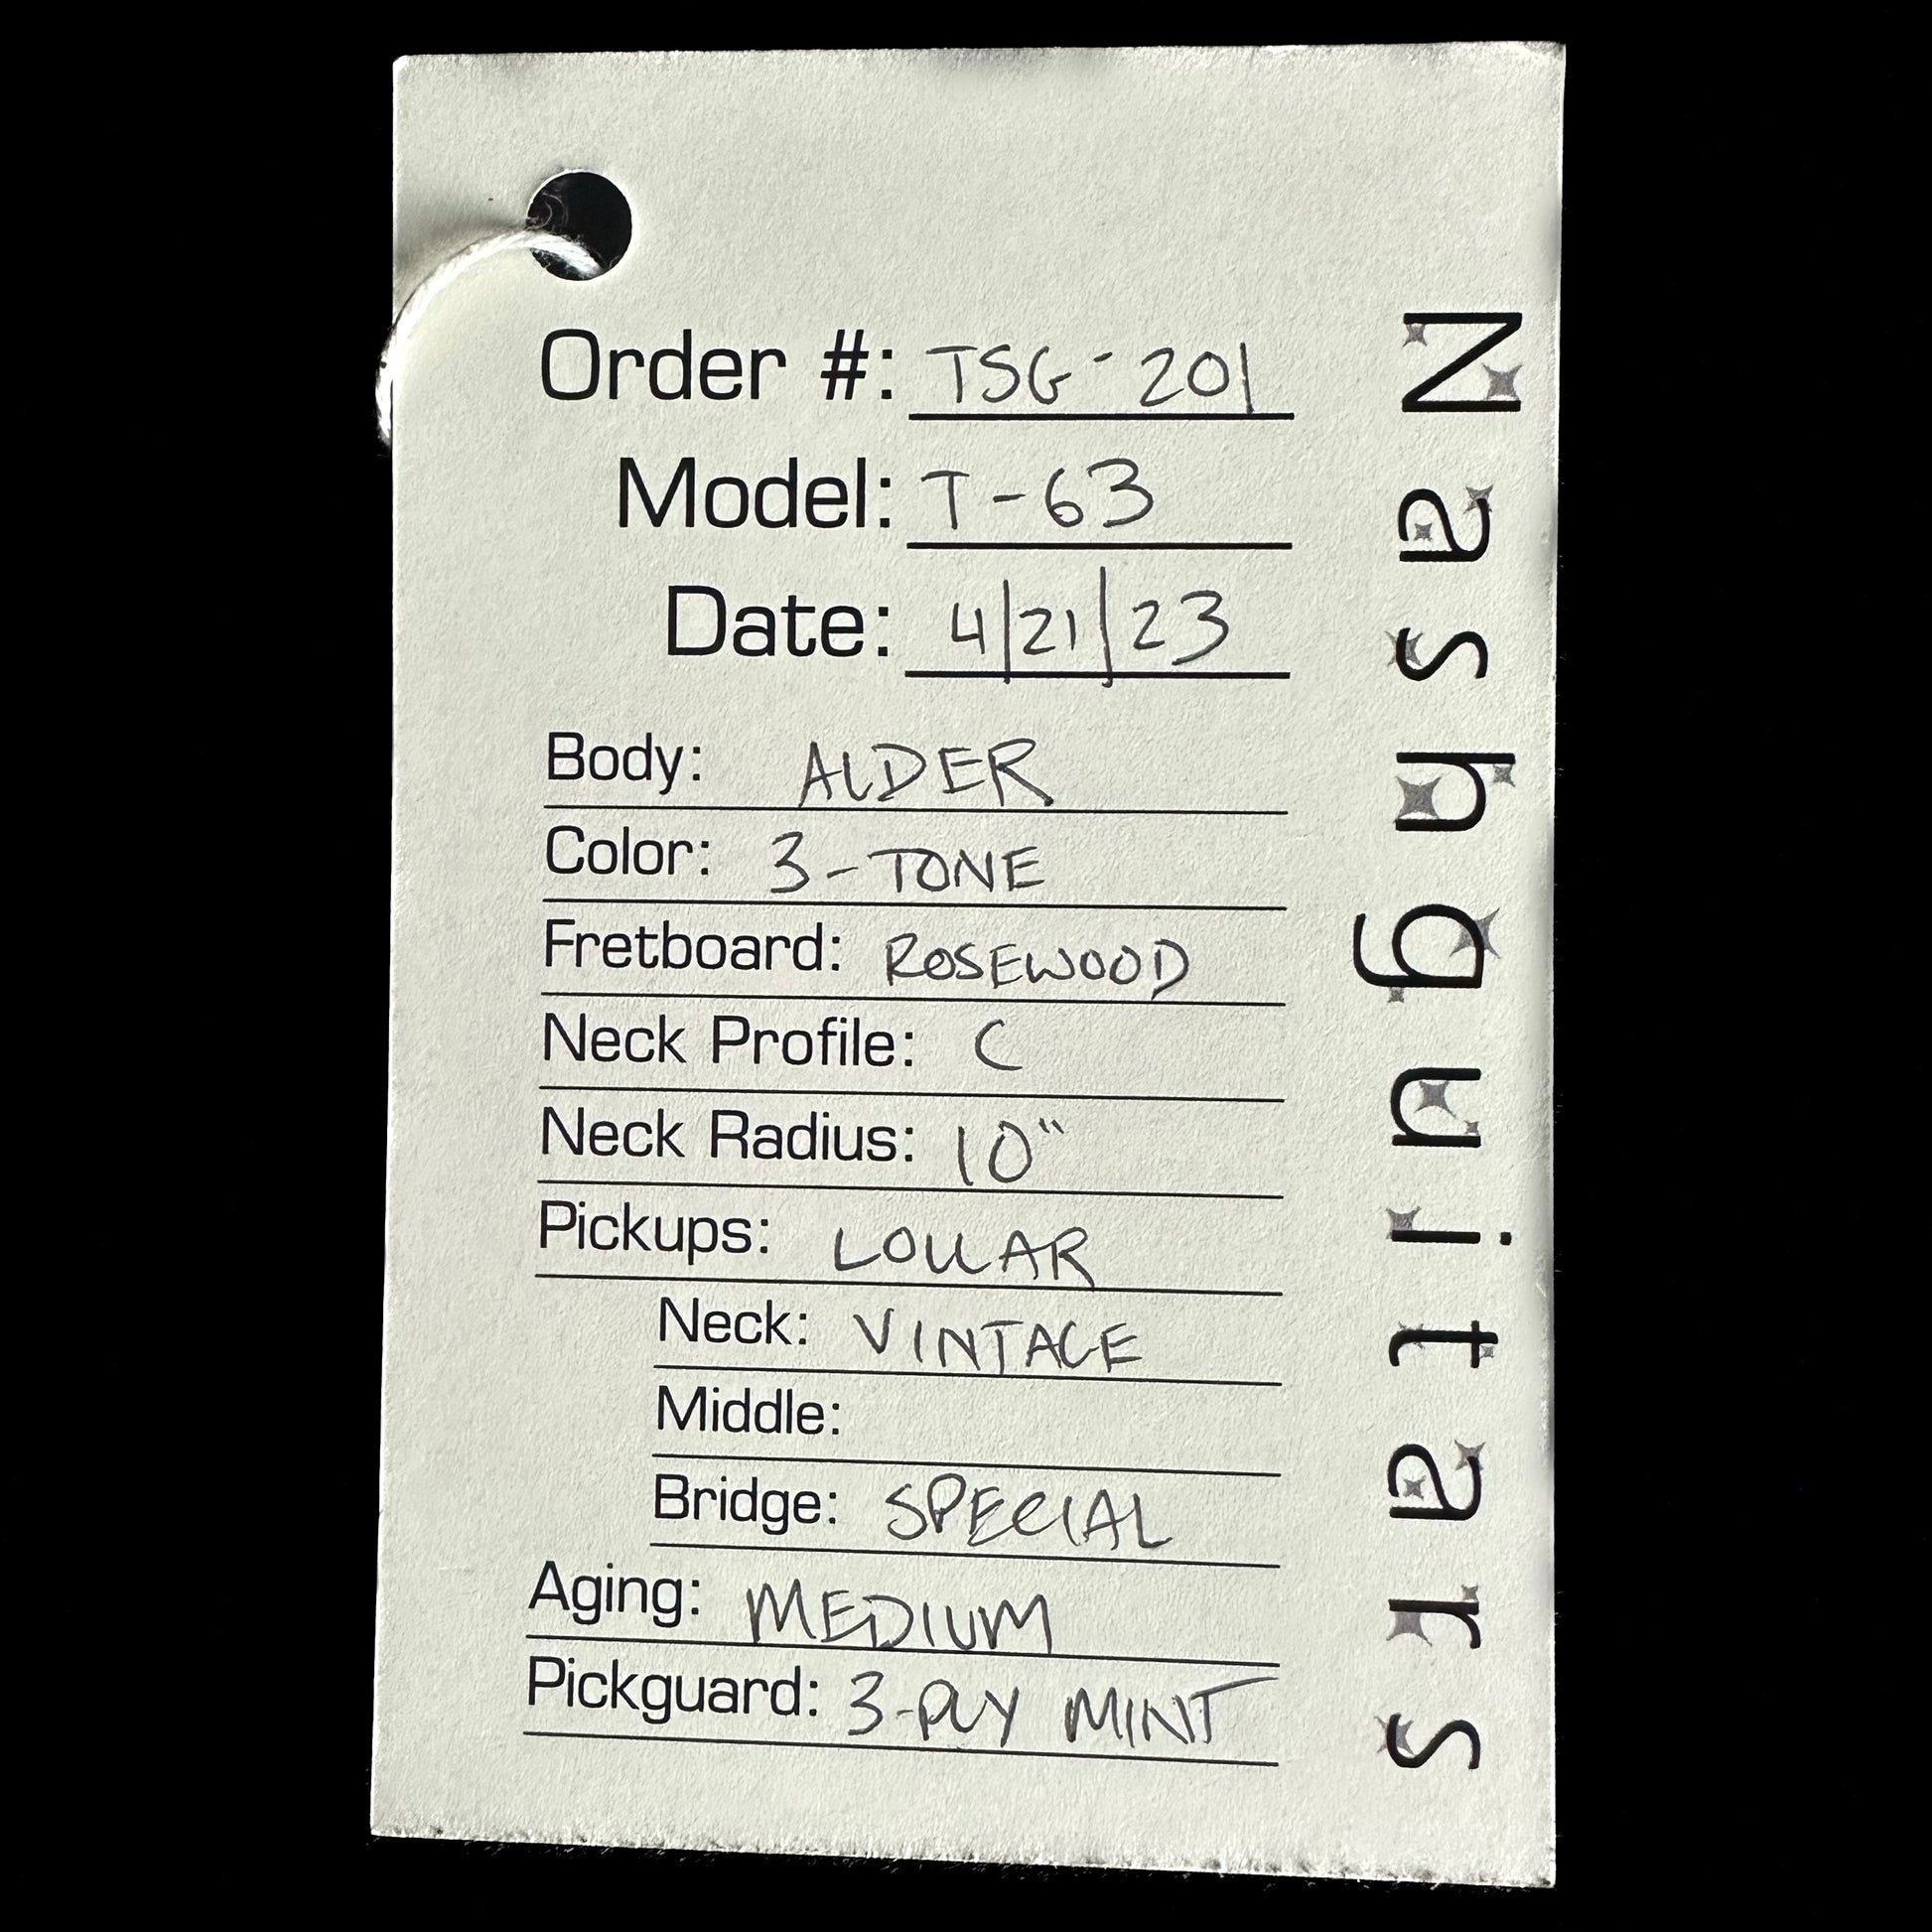 Order #: TSG-201
Model: T-63
Date: 4/21/23
Body: ALDER
Color: 3-TONE
Fretboard: ROSEWOOD
Neck Profile: C
Neck Radius: 10"
Pickups: LOLLAR
Neck: VINTAGE
Middle:
Bridge: SPECIAL
Aging: MEDIUM
Pickguard: 3-PLY MINT
Nashguitars